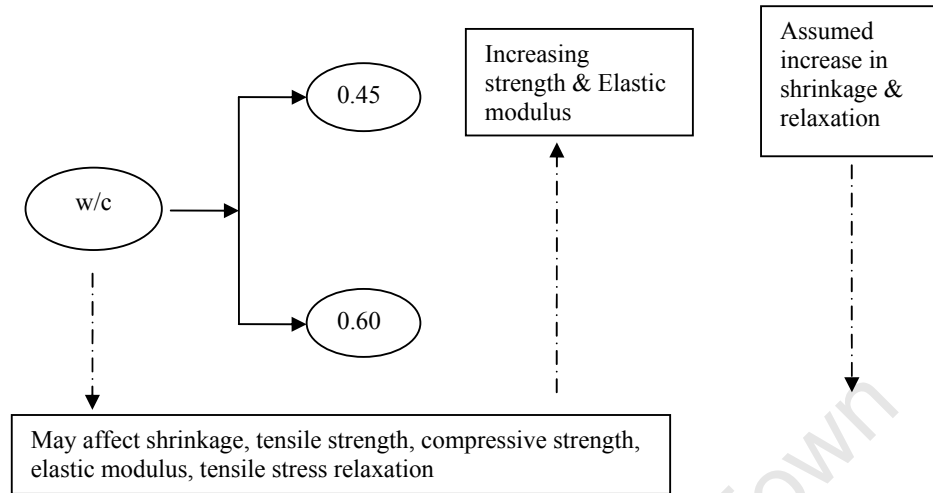 0.45
Increasing
strength & Elastic
modulus
Assumed
increase in
shrinkage &
relaxation
w/c
0.60
May affect shrinkage, tensile strength, compressive strength,
elastic modulus, tensile stress relaxation
Town